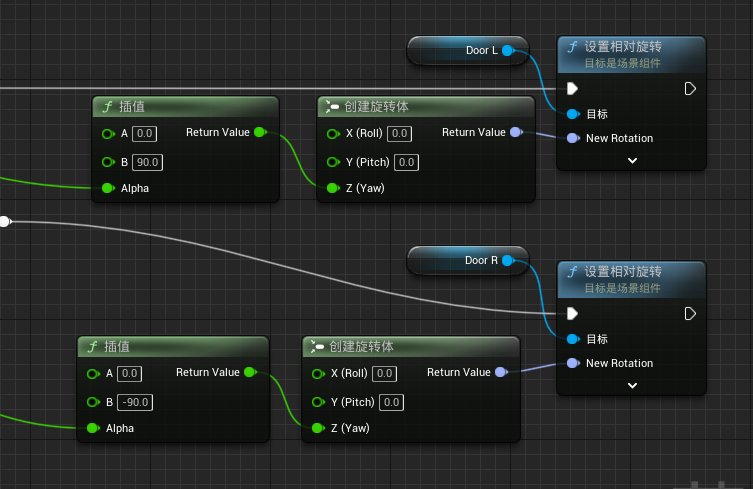 Door L
设置相对旋转
目标是场景组件
目标
New Rotation
插值
A 0.0 Return Value
B 90.0
Alpha
创建旋转体
X (Roll) 0.0 Return Value
Y (Pitch) 0.0
Z (Yaw)
Door R
设置相对旋转
目标是场景组件
目标
New Rotation
插值
A 0.0 Return Value
B -90.0
Alpha
创建旋转体
X (Roll) 0.0 Return Value
Y (Pitch) 0.0
Z (Yaw)